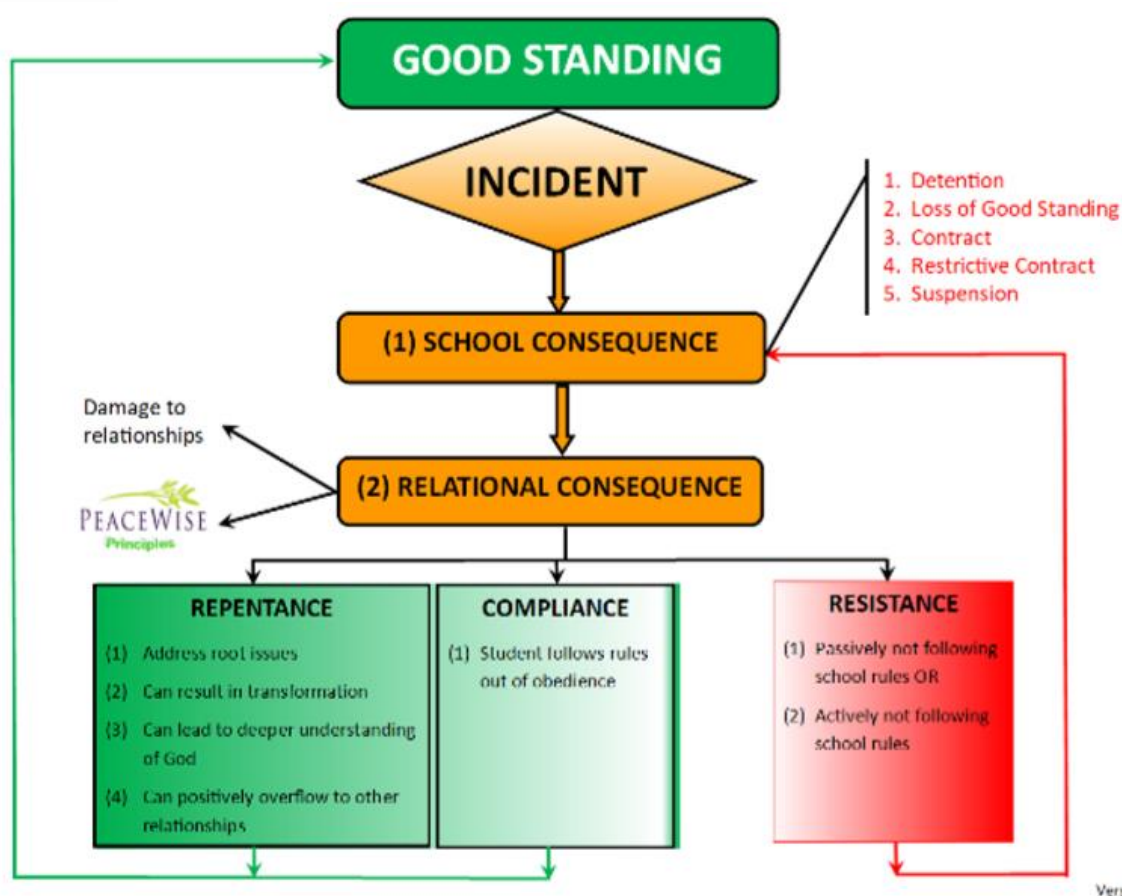 GOOD STANDING
INCIDENT
1. Detention
2. Loss of Good Standing
3. Contract
4. Restrictive Contract
5. Suspension
(1) SCHOOL CONSEQUENCE
Damage to
relationships
(2) RELATIONAL CONSEQUENCE
PEACEWISE
Principles
REPENTANCE
(1) Address root issues
(2) Can result in transformation
(3) Can lead to deeper understanding
of God
(4) Can positively overflow to other
relationships
COMPLIANCE
(1) Student follows rules
out of obedience
RESISTANCE
(1) Passively not following
school rules OR
(2) Actively not following
school rules